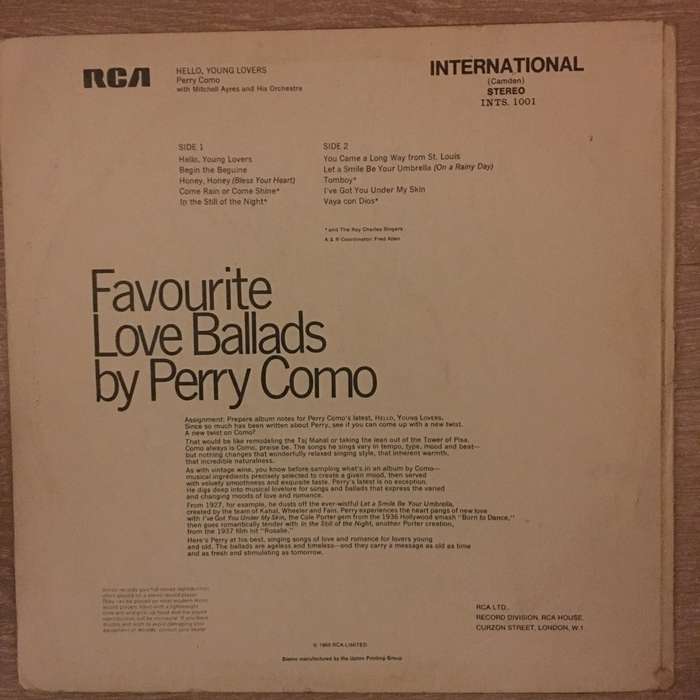 RCA
HELLO, YOUNG LOVERS
Perry Como
with Mitchell Ayres and His Orchestra
INTERNATIONAL
(Camden)
STEREO
INTS. 1001
SIDE 1
Hello, Young Lovers
Begin the Beguine
Honey, Honey (Bless Your Heart)
Come Rain or Come Shine*
In the Still of the Night*
SIDE 2
You Came a Long Way from St. Louis
Let a Smile Be Your Umbrella (On a Rainy Day)
Tomboy*
I've Got You Under My Skin
Vaya con Dios*
* and The Ray Charles Singers
A & R Coordinator: Fred Allen
Favourite
Love Ballads
by Perry Como
Assignment: Prepare album notes for Perry Como's latest, HELLO, YOUNG LOVERS.
Since so much has been written about Perry, see if you can come up with a new twist.
A new twist on Como?
That would be like remodeling the Taj Mahal or taking the lean out of the Tower of Pisa.
Como always is Como, praise be. The songs he sings vary in tempo, type, mood and beat—
but nothing changes that wonderfully relaxed singing style, that inherent warmth,
that incredible naturalness.
As with vintage wine, you know before sampling what's in an album by Como—
musical ingredients precisely selected to create a given mood, then served
with velvety smoothness and exquisite taste. Perry's latest is no exception.
He digs deep into musical lovelore for songs and ballads that express the varied
and changing moods of love and romance.
From 1927, for example, he dusts off the ever-wistful Let a Smile Be Your Umbrella,
created by the team of Kahal, Wheeler and Fain. Perry experiences the heart pangs of new love
with I've Got You Under My Skin, the Cole Porter gem from the 1936 Hollywood smash "Born to Dance,"
then goes romantically tender with In the Still of the Night, another Porter creation,
from the 1937 film hit "Rosalie."
Here's Perry at his best, singing songs of love and romance for lovers young
and old. The ballads are ageless and timeless—and they carry a message as old as time
and as fresh and stimulating as tomorrow.
RCA LTD.,
RECORD DIVISION, RCA HOUSE,
CURZON STREET, LONDON, W.1.
RCA LIMITED
Sleeve manufactured by the Upton Printing Group